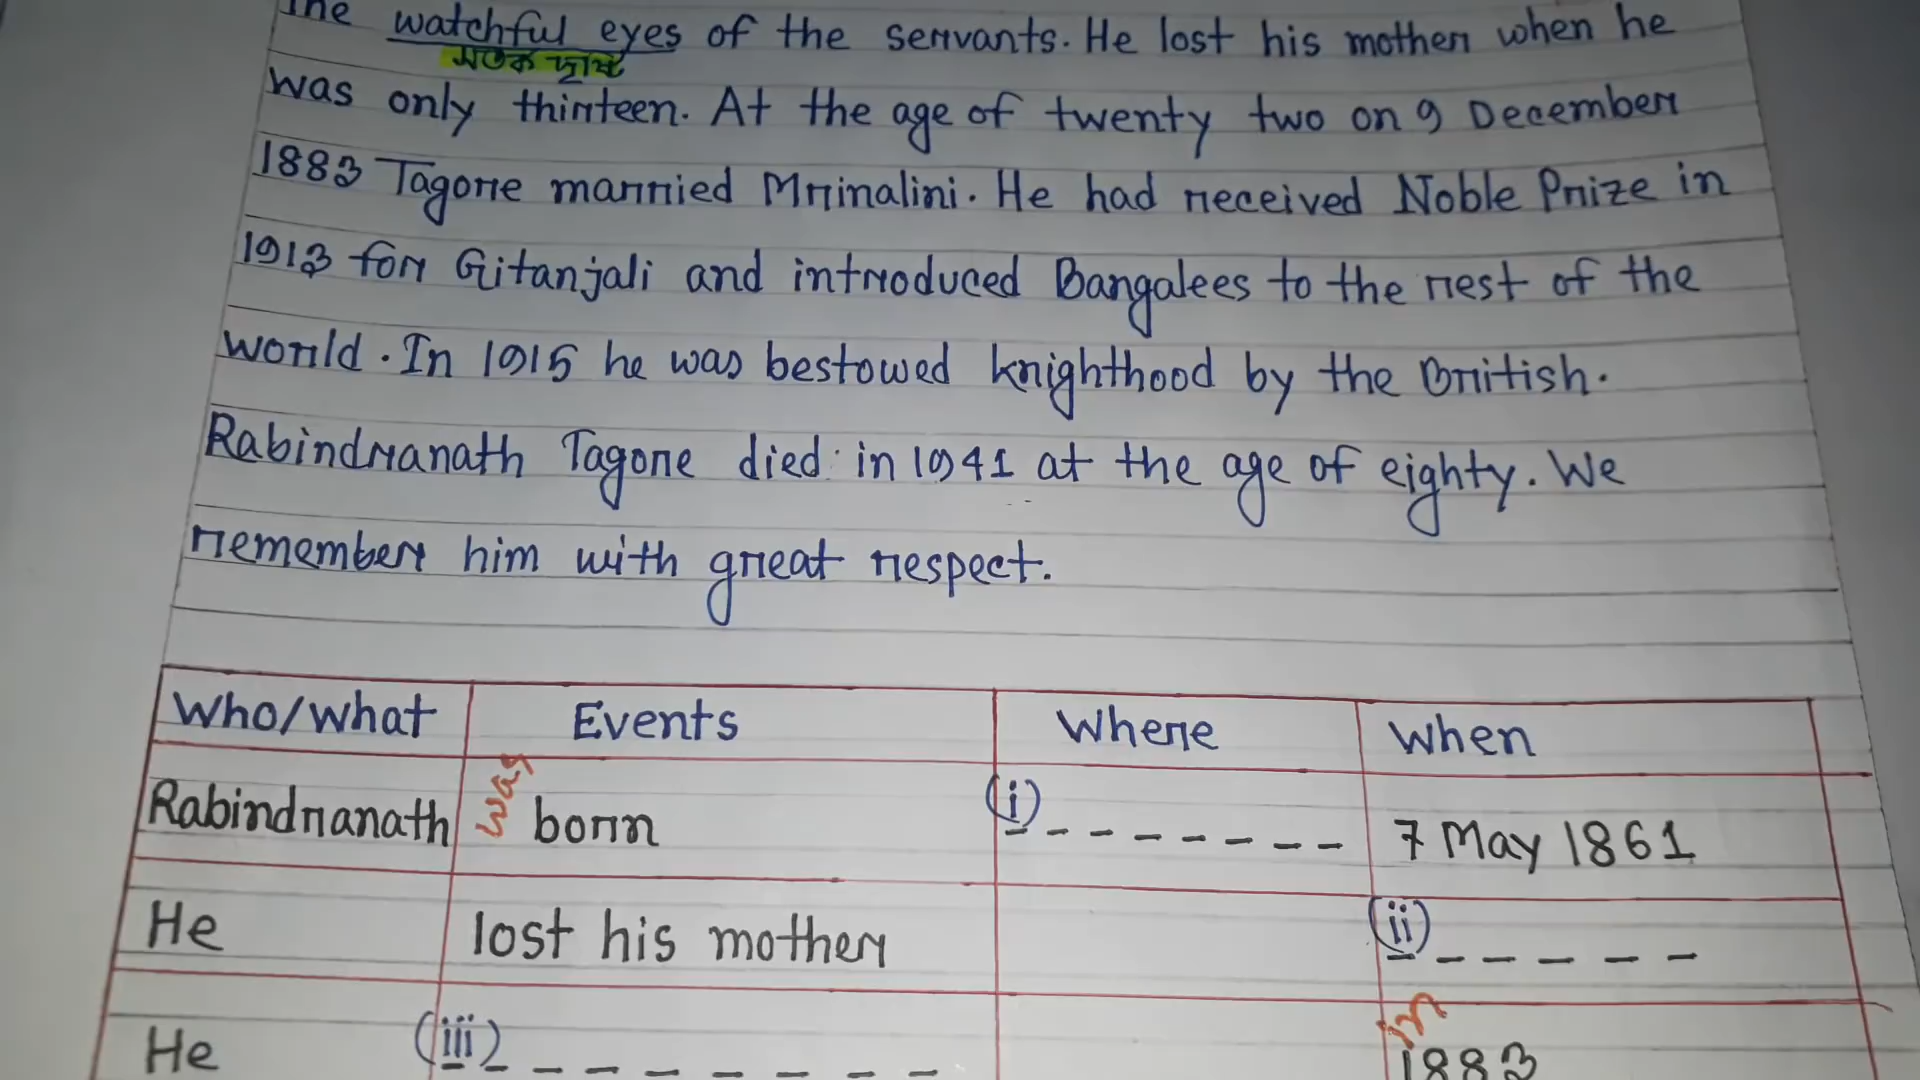 The watchful eyes of the servants. He lost his mother when he
সতর্ক দৃষ্টি
was only thirteen. At the age of twenty two on 9 December
1883 Tagore married Mrinalini. He had received Noble Prize in
1913 for Gitanjali and introduced Bangalees to the rest of the
world. In 1915 he was bestowed knighthood by the British.
Rabindranath Tagore died in 1941 at the age of eighty. We
remember him with great respect.
Who/what Events Where When
Rabindranath was born (i) 7 May 1861
He lost his mother (ii)
He (iii) in 1883